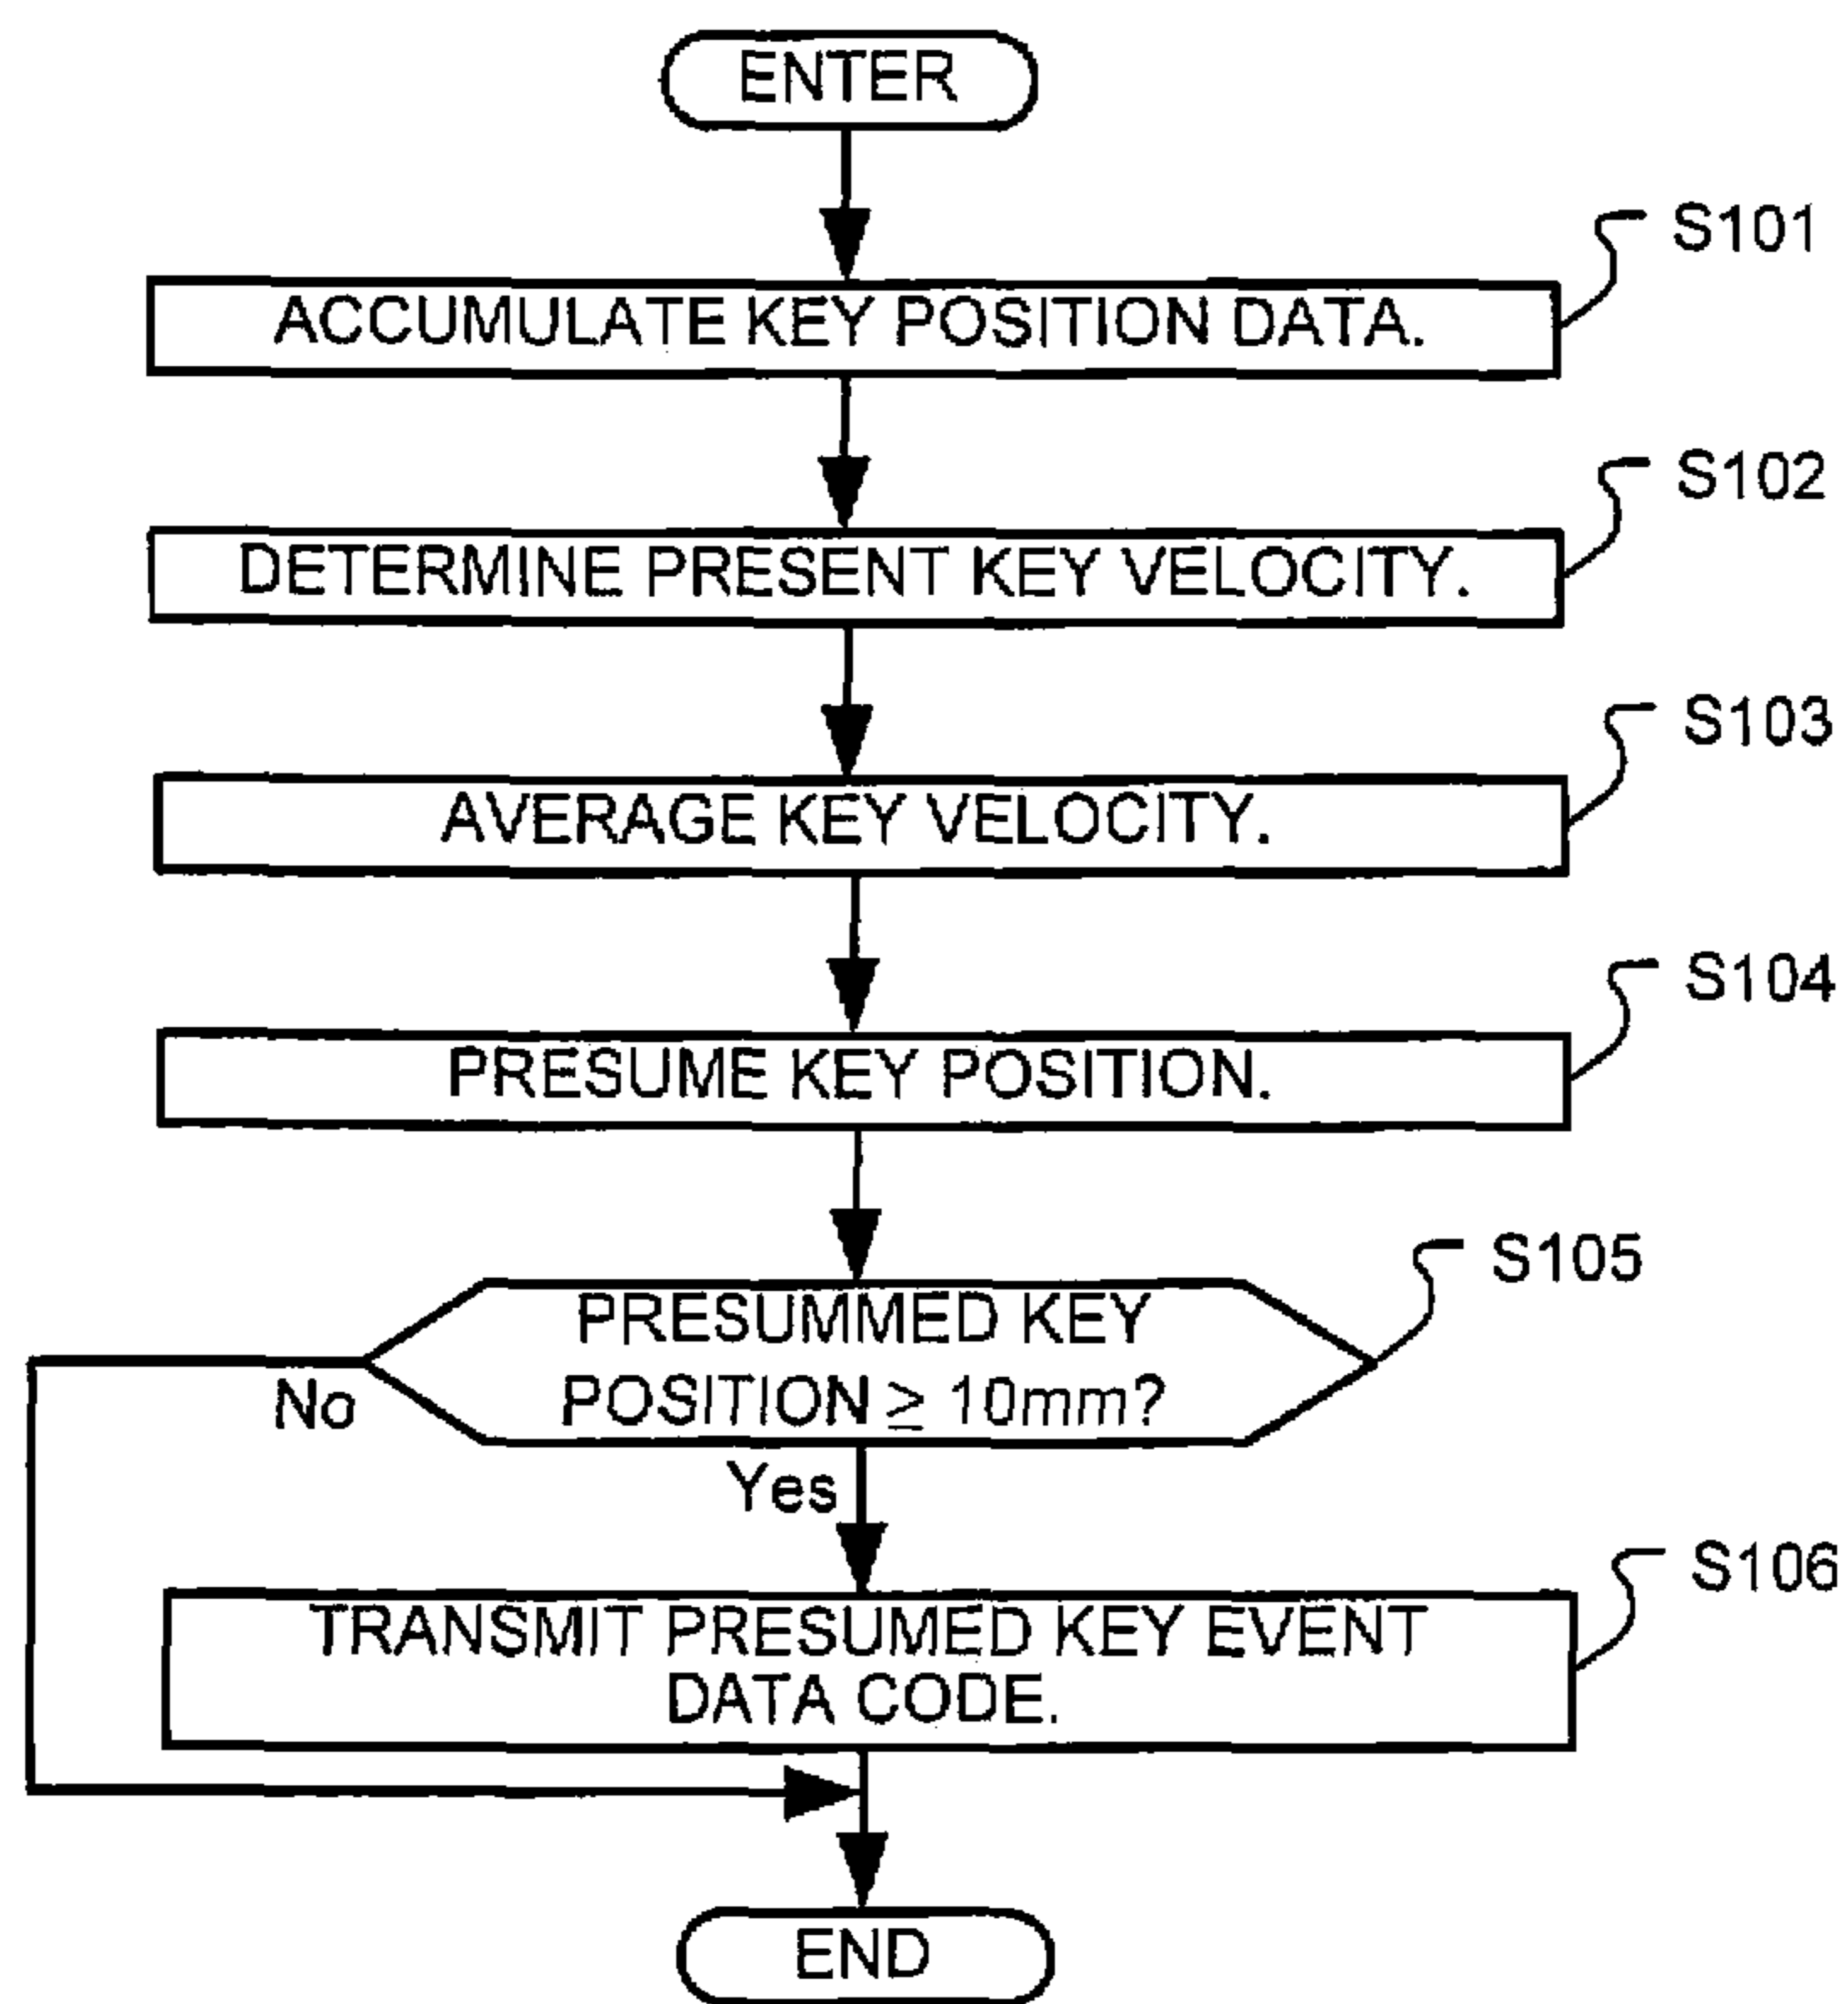 ENTER
S101
ACCUMULATE KEY POSITION DATA.
S102
DETERMINE PRESENT KEY VELOCITY.
S103
AVERAGE KEY VELOCITY.
S104
PRESUME KEY POSITION.
S105
PRESUMMED KEY
POSITION ≥ 10mm?
No
Yes
S106
TRANSMIT PRESUMED KEY EVENT
DATA CODE.
END